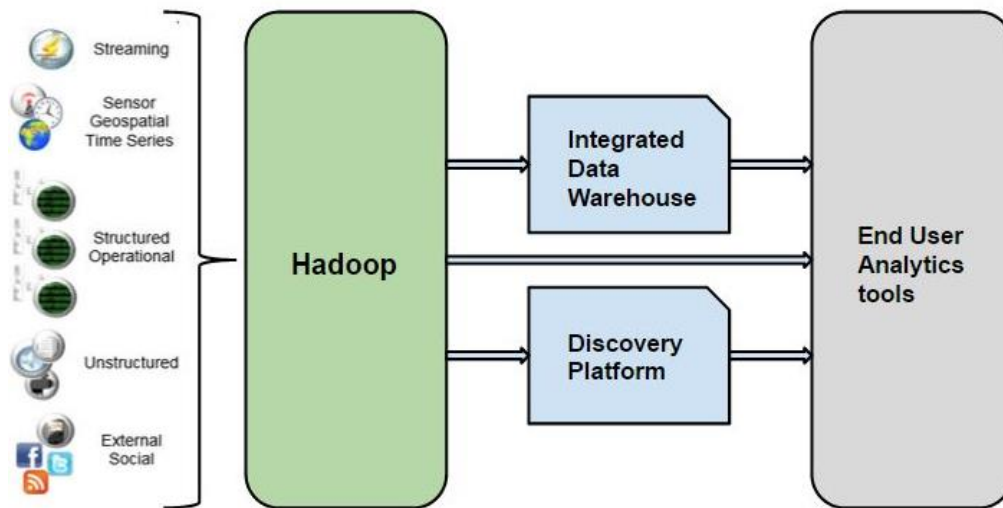 Streaming
Sensor
Geospatial
Time Series
Structured
Operational
Unstructured
External
Social
Hadoop
Integrated
Data
Warehouse
Discovery
Platform
End User
Analytics
tools